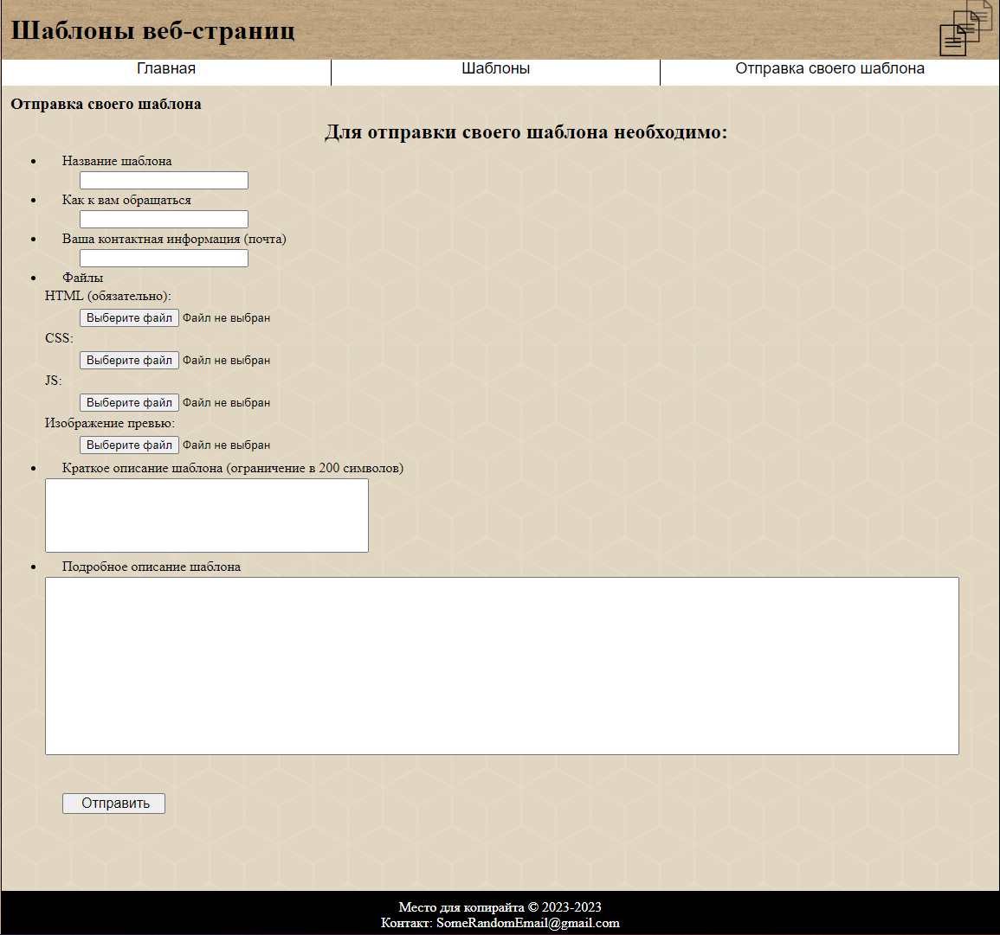 Шаблоны веб-страниц
Главная
Шаблоны
Отправка своего шаблона
Отправка своего шаблона
Для отправки своего шаблона необходимо:
Название шаблона
Как к вам обращаться
Ваша контактная информация (почта)
Файлы
HTML (обязательно):
Выберите файл Файл не выбран
CSS:
Выберите файл Файл не выбран
JS:
Выберите файл Файл не выбран
Изображение превью:
Выберите файл Файл не выбран
Краткое описание шаблона (ограничение в 200 символов)
Подробное описание шаблона
Отправить
Место для копирайта © 2023-2023
Контакт: SomeRandomEmail@gmail.com